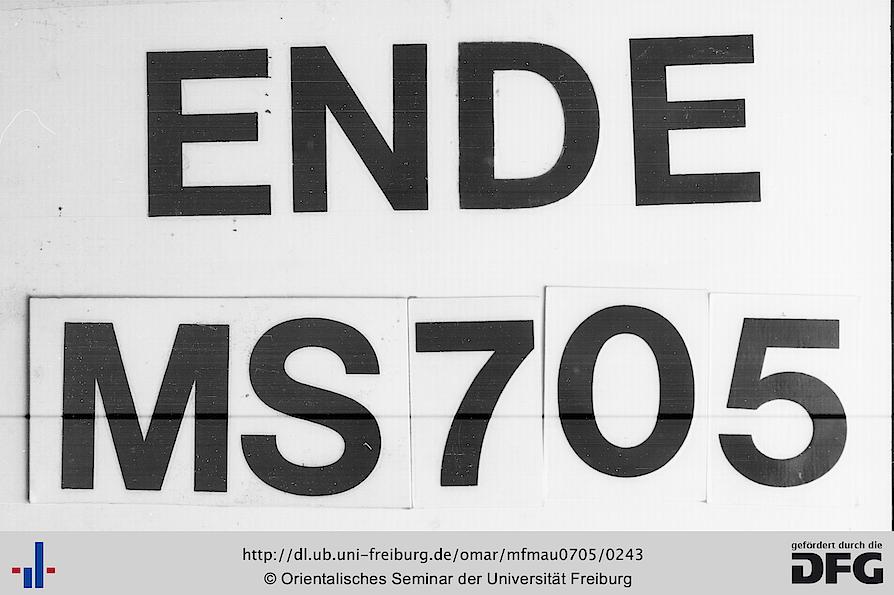 ENDE
MS705
http://dl.ub.uni-freiburg.de/omar/mfmau0705/0243
© Orientalisches Seminar der Universität Freiburg
gefördert durch die
DFG